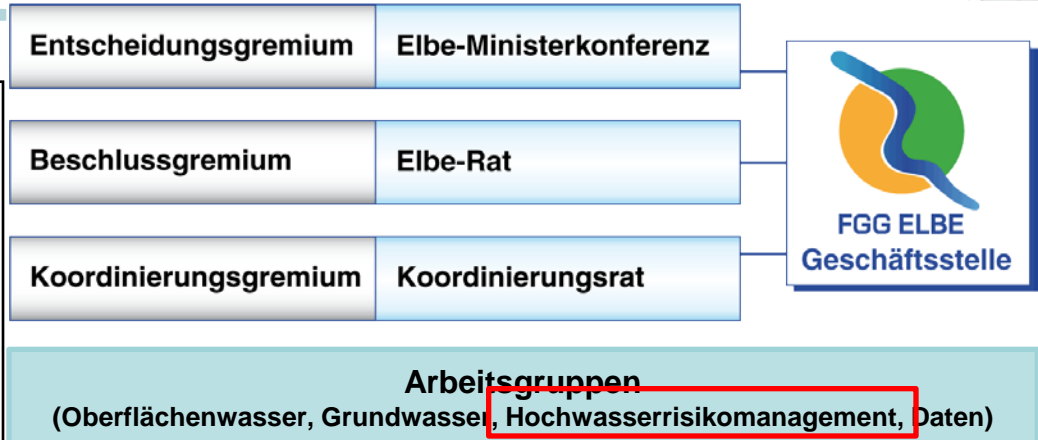 Entscheidungsgremium Elbe-Ministerkonferenz
Beschlussgremium Elbe-Rat
Koordinierungsgremium Koordinierungsrat
FGG ELBE
Geschäftsstelle
Arbeitsgruppen
(Oberflächenwasser, Grundwasser, Hochwasserrisikomanagement, Daten)